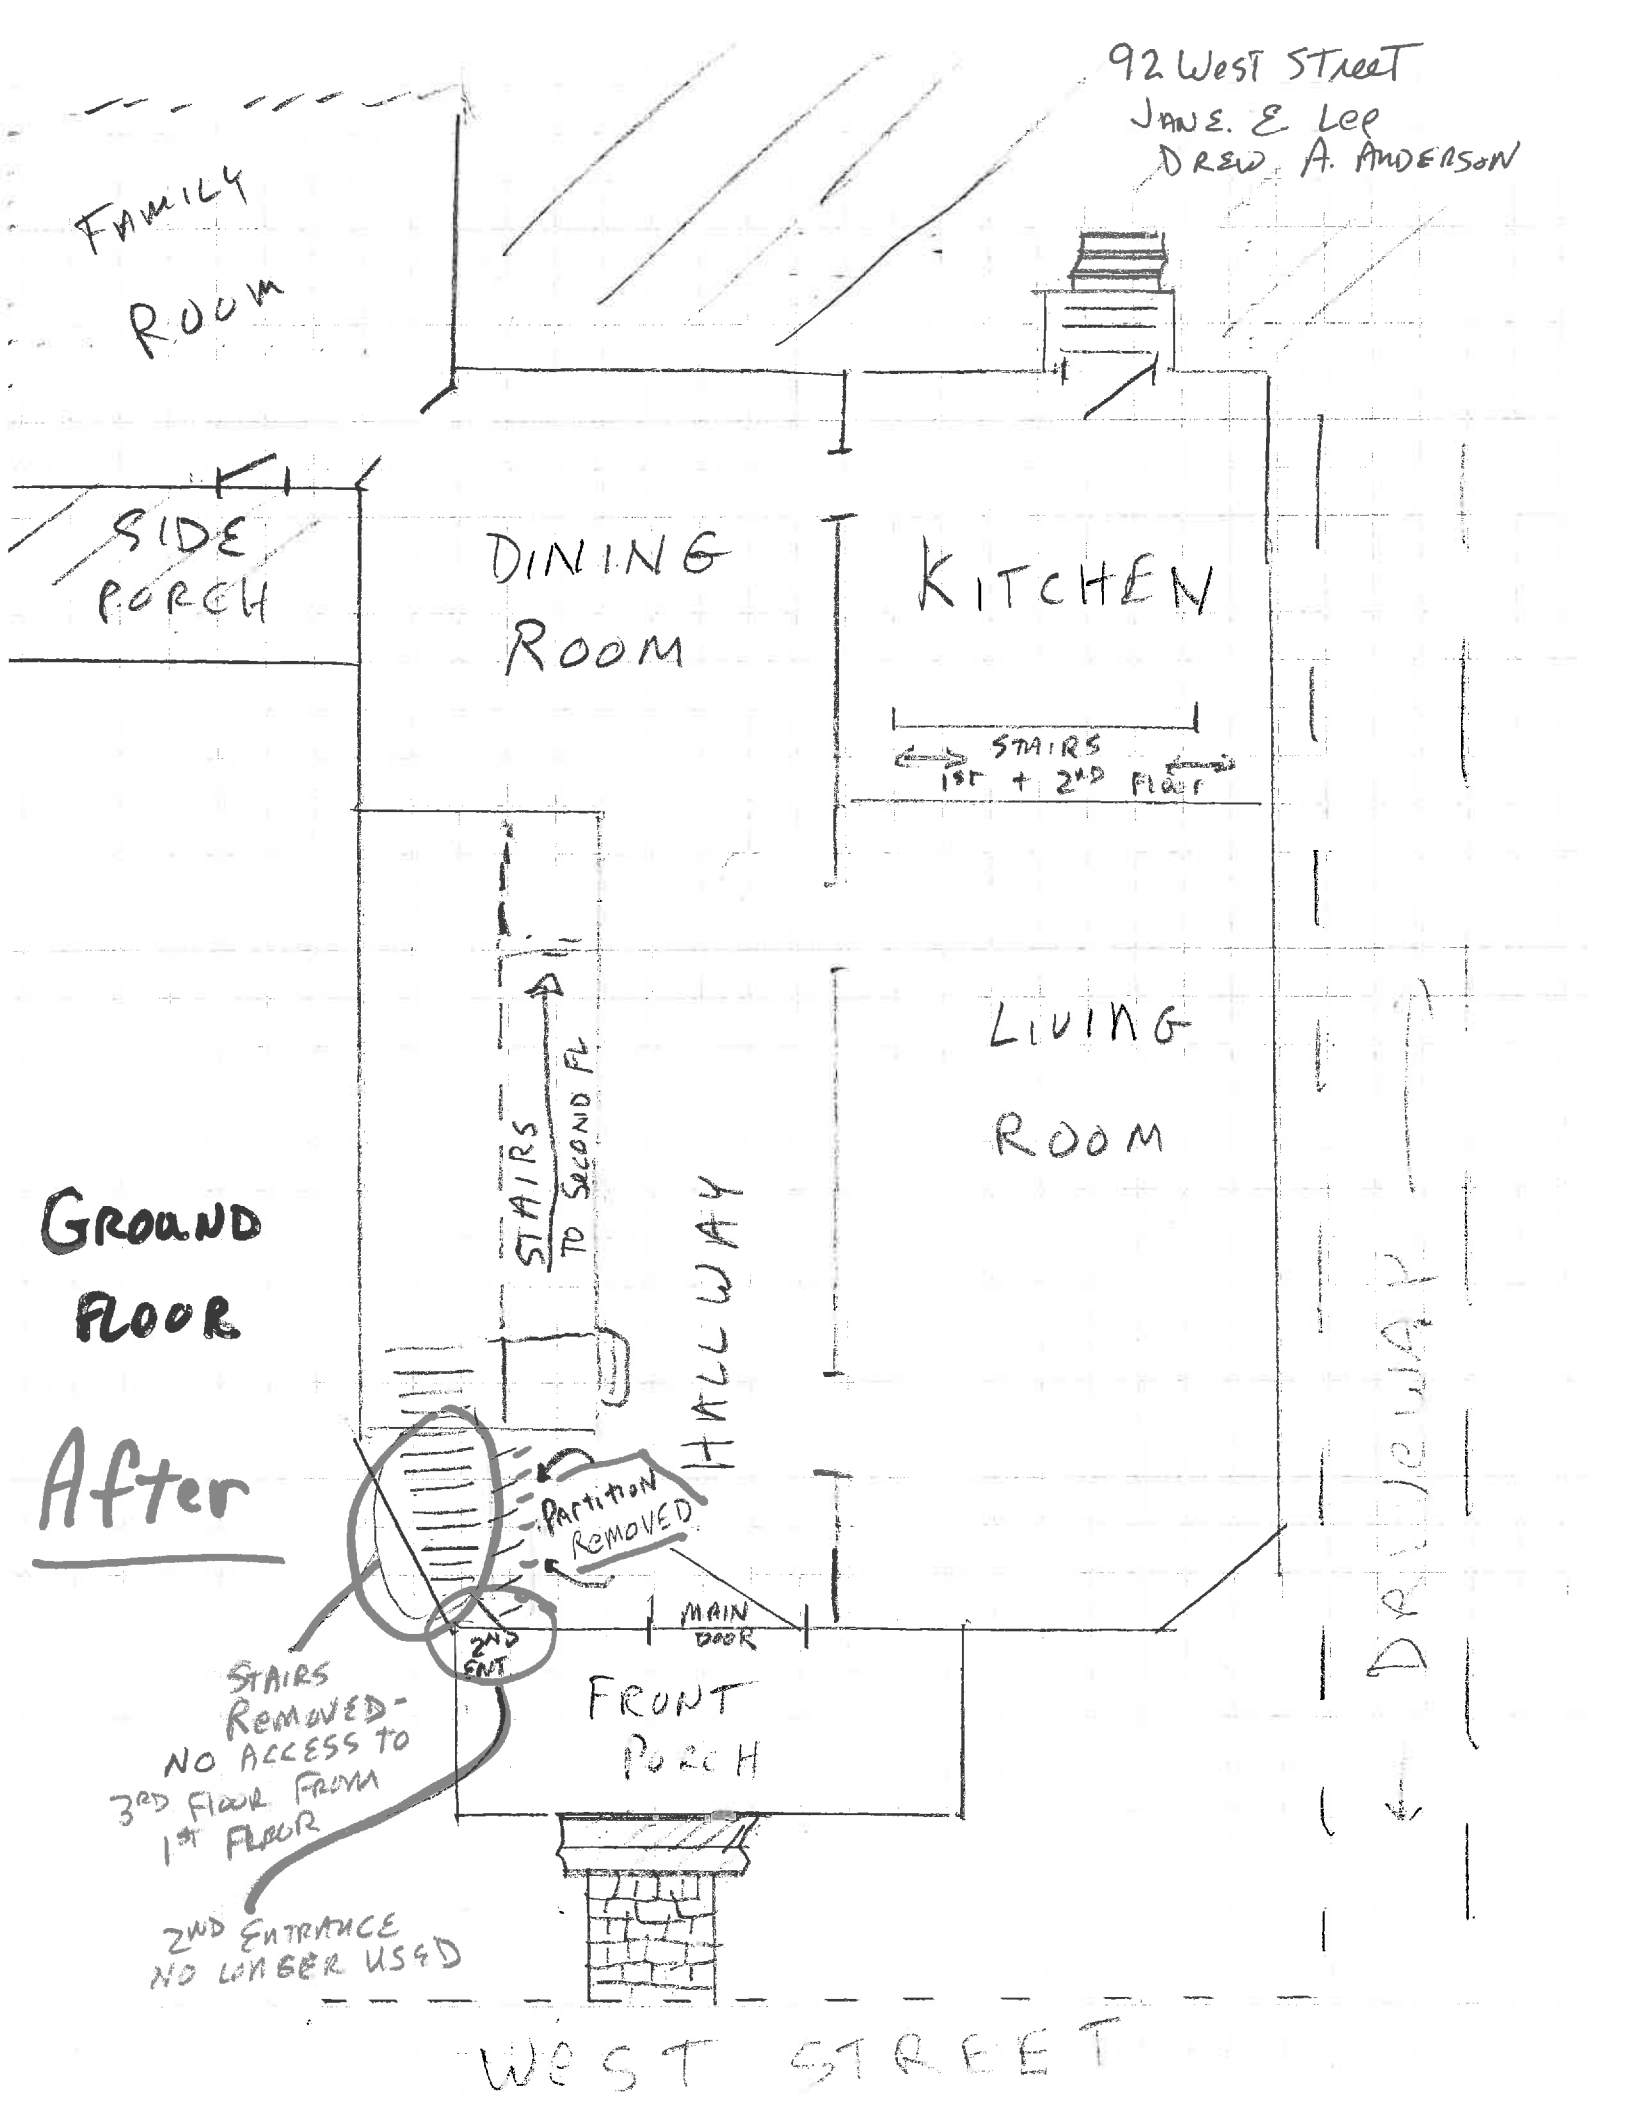 92 West Street
JANE. E Lee
DREW A. ANDERSON
FAMILY
ROOM
SIDE
PORCH
DINING
ROOM
KITCHEN
STAIRS
1ST + 2ND Floor
LIVING
ROOM
STAIRS
TO SECOND FL
HALLWAY
GROUND
FLOOR
After
Partition
REMOVED
MAIN
DOOR
2ND
ENT
FRONT
PORCH
DRIVEWAY
STAIRS
REMOVED-
NO ACCESS TO
3RD FLOOR FROM
1ST FLOOR
2ND ENTRANCE
NO LONGER USED
WEST STREET